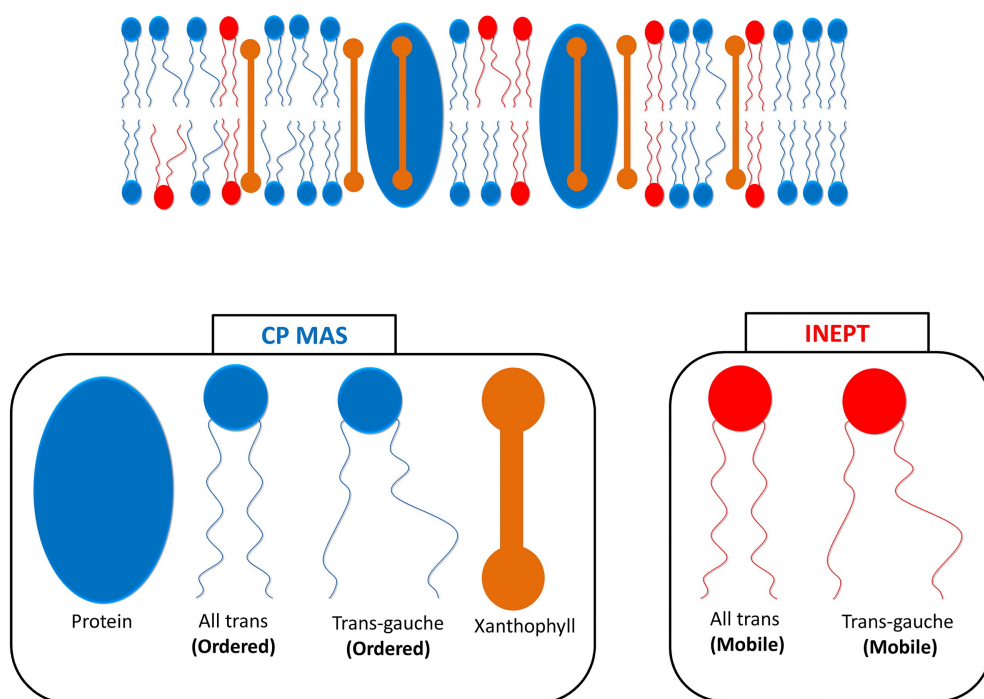 CP MAS
INEPT
Protein
All trans
(Ordered)
Trans-gauche
(Ordered)
Xanthophyll
All trans
(Mobile)
Trans-gauche
(Mobile)